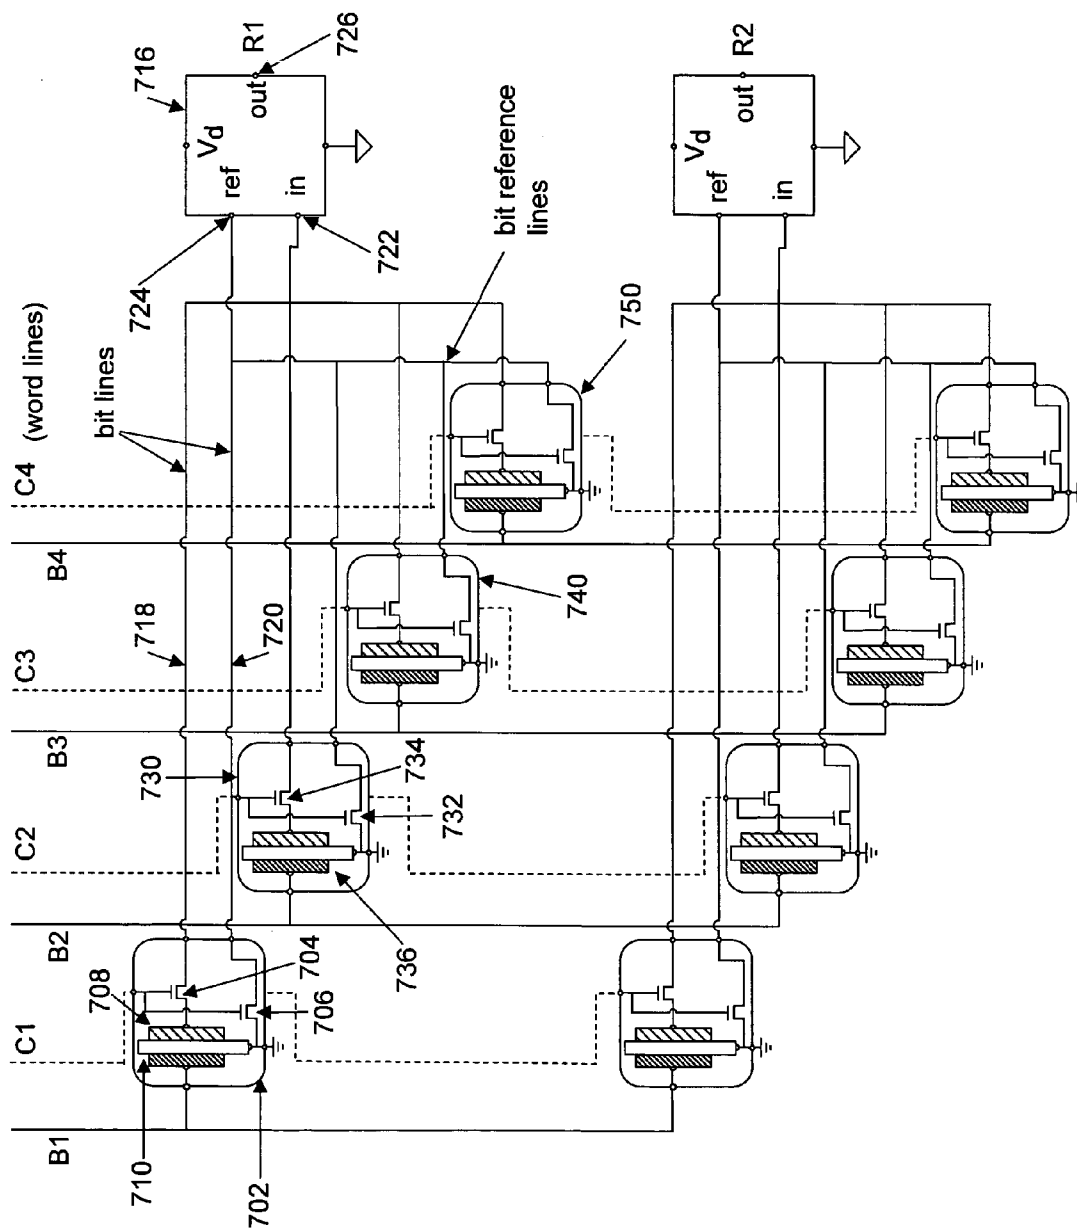 C4 (word lines)
C3
C2
C1
B4
B3
B2
B1
bit lines
716
Vd
ref
in
out
R1
726
724
722
bit reference
lines
718
720
750
740
730
734
732
736
708
704
706
710
702
ref
Vd
in
out
R2